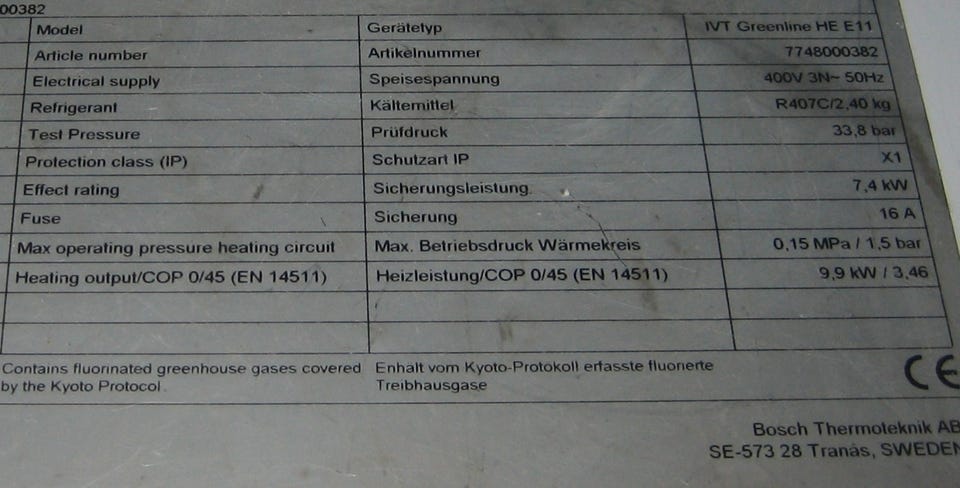 00382
Model Gerätetyp IVT Greenline HE E11
Article number Artikelnummer 7748000382
Electrical supply Speisespannung 400V 3N~ 50Hz
Refrigerant Kältemittel R407C/2,40 kg
Test Pressure Prüfdruck 33,8 bar
Protection class (IP) Schutzart IP X1
Effect rating Sicherungsleistung 7,4 kW
Fuse Sicherung 16 A
Max operating pressure heating circuit Max. Betriebsdruck Wärmekreis 0,15 MPa / 1,5 bar
Heating output/COP 0/45 (EN 14511) Heizleistung/COP 0/45 (EN 14511) 9,9 kW / 3,46
Contains fluorinated greenhouse gases covered Enhält vom Kyoto-Protokoll erfasste fluorierte
by the Kyoto Protocol Treibhausgase
CE
Bosch Thermoteknik AB
SE-573 28 Tranås, SWEDEN